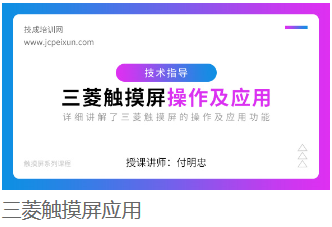 技成培训网
www.jcpeixun.com
技术指导
三菱触摸屏操作及应用
详细讲解了三菱触摸屏的操作及应用功能
触摸屏系列课程
授课讲师：付明忠
三菱触摸屏应用